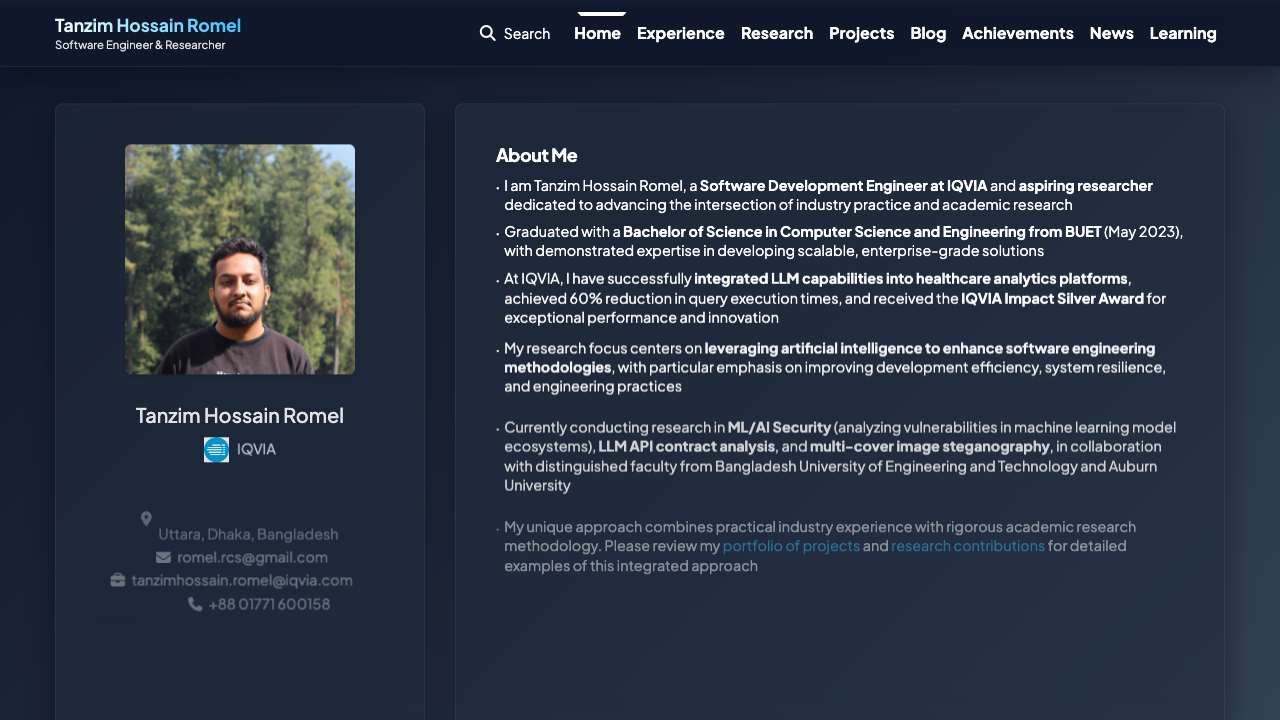 Tanzim Hossain Romel
Software Engineer & Researcher
Search
Home
Experience
Research
Projects
Blog
Achievements
News
Learning
Tanzim Hossain Romel
IQVIA
Uttara, Dhaka, Bangladesh
romel.rcs@gmail.com
tanzimhossain.romel@iqvia.com
+88 01771 600158
About Me
• I am Tanzim Hossain Romel, a Software Development Engineer at IQVIA and aspiring researcher
dedicated to advancing the intersection of industry practice and academic research
• Graduated with a Bachelor of Science in Computer Science and Engineering from BUET (May 2023),
with demonstrated expertise in developing scalable, enterprise-grade solutions
• At IQVIA, I have successfully integrated LLM capabilities into healthcare analytics platforms,
achieved 60% reduction in query execution times, and received the IQVIA Impact Silver Award for
exceptional performance and innovation
• My research focus centers on leveraging artificial intelligence to enhance software engineering
methodologies, with particular emphasis on improving development efficiency, system resilience,
and engineering practices
• Currently conducting research in ML/AI Security (analyzing vulnerabilities in machine learning model
ecosystems), LLM API contract analysis, and multi-cover image steganography, in collaboration
with distinguished faculty from Bangladesh University of Engineering and Technology and Auburn
University
• My unique approach combines practical industry experience with rigorous academic research
methodology. Please review my portfolio of projects and research contributions for detailed
examples of this integrated approach